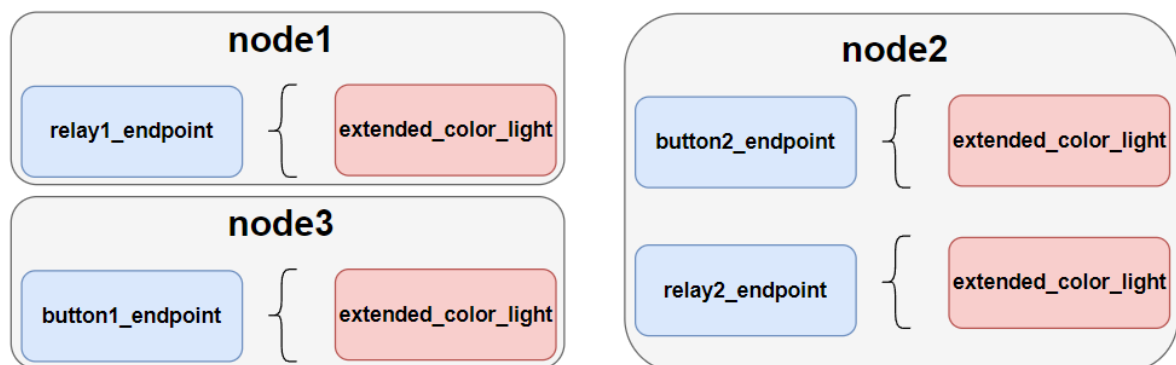 node1
relay1_endpoint
extended_color_light
node3
button1_endpoint
extended_color_light
node2
button2_endpoint
extended_color_light
relay2_endpoint
extended_color_light